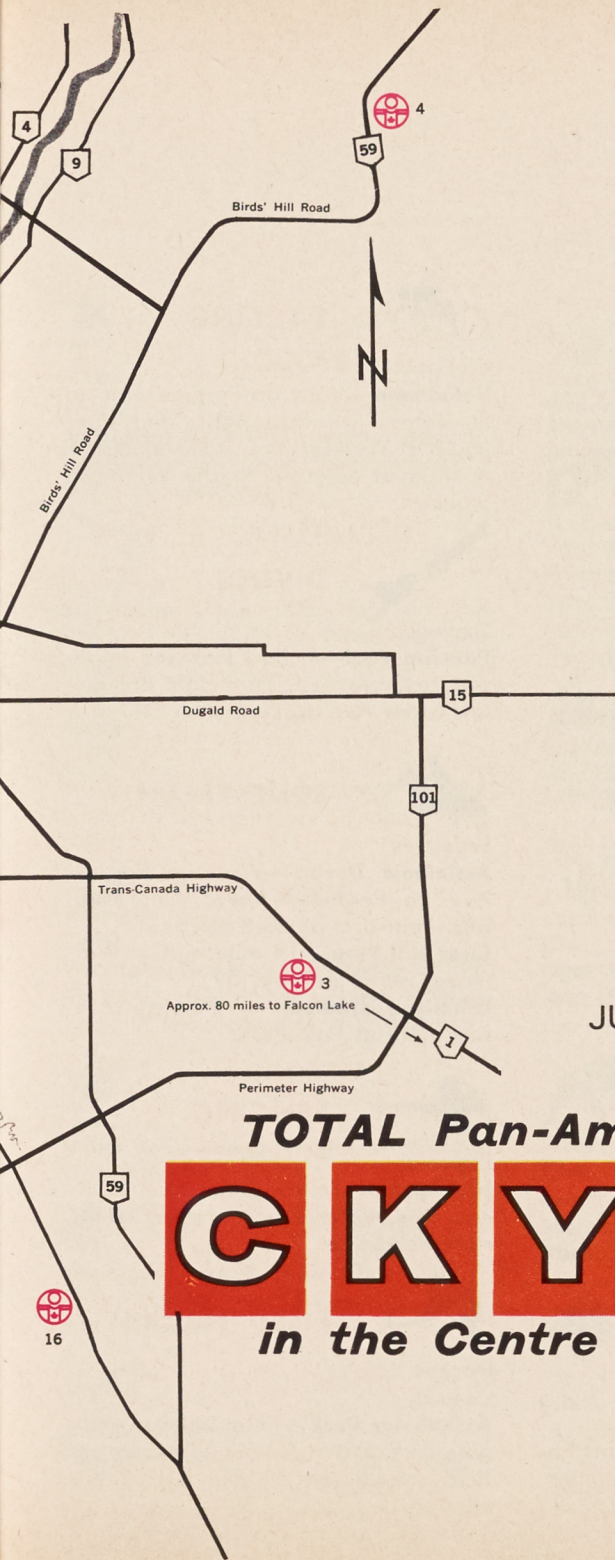 4
4
59
9
Birds' Hill Road
N
Birds' Hill Road
15
Dugald Road
101
Trans-Canada Highway
3
Approx. 80 miles to Falcon Lake
JU
1
Perimeter Highway
TOTAL Pan-Am
59
CKY
16
in the Centre